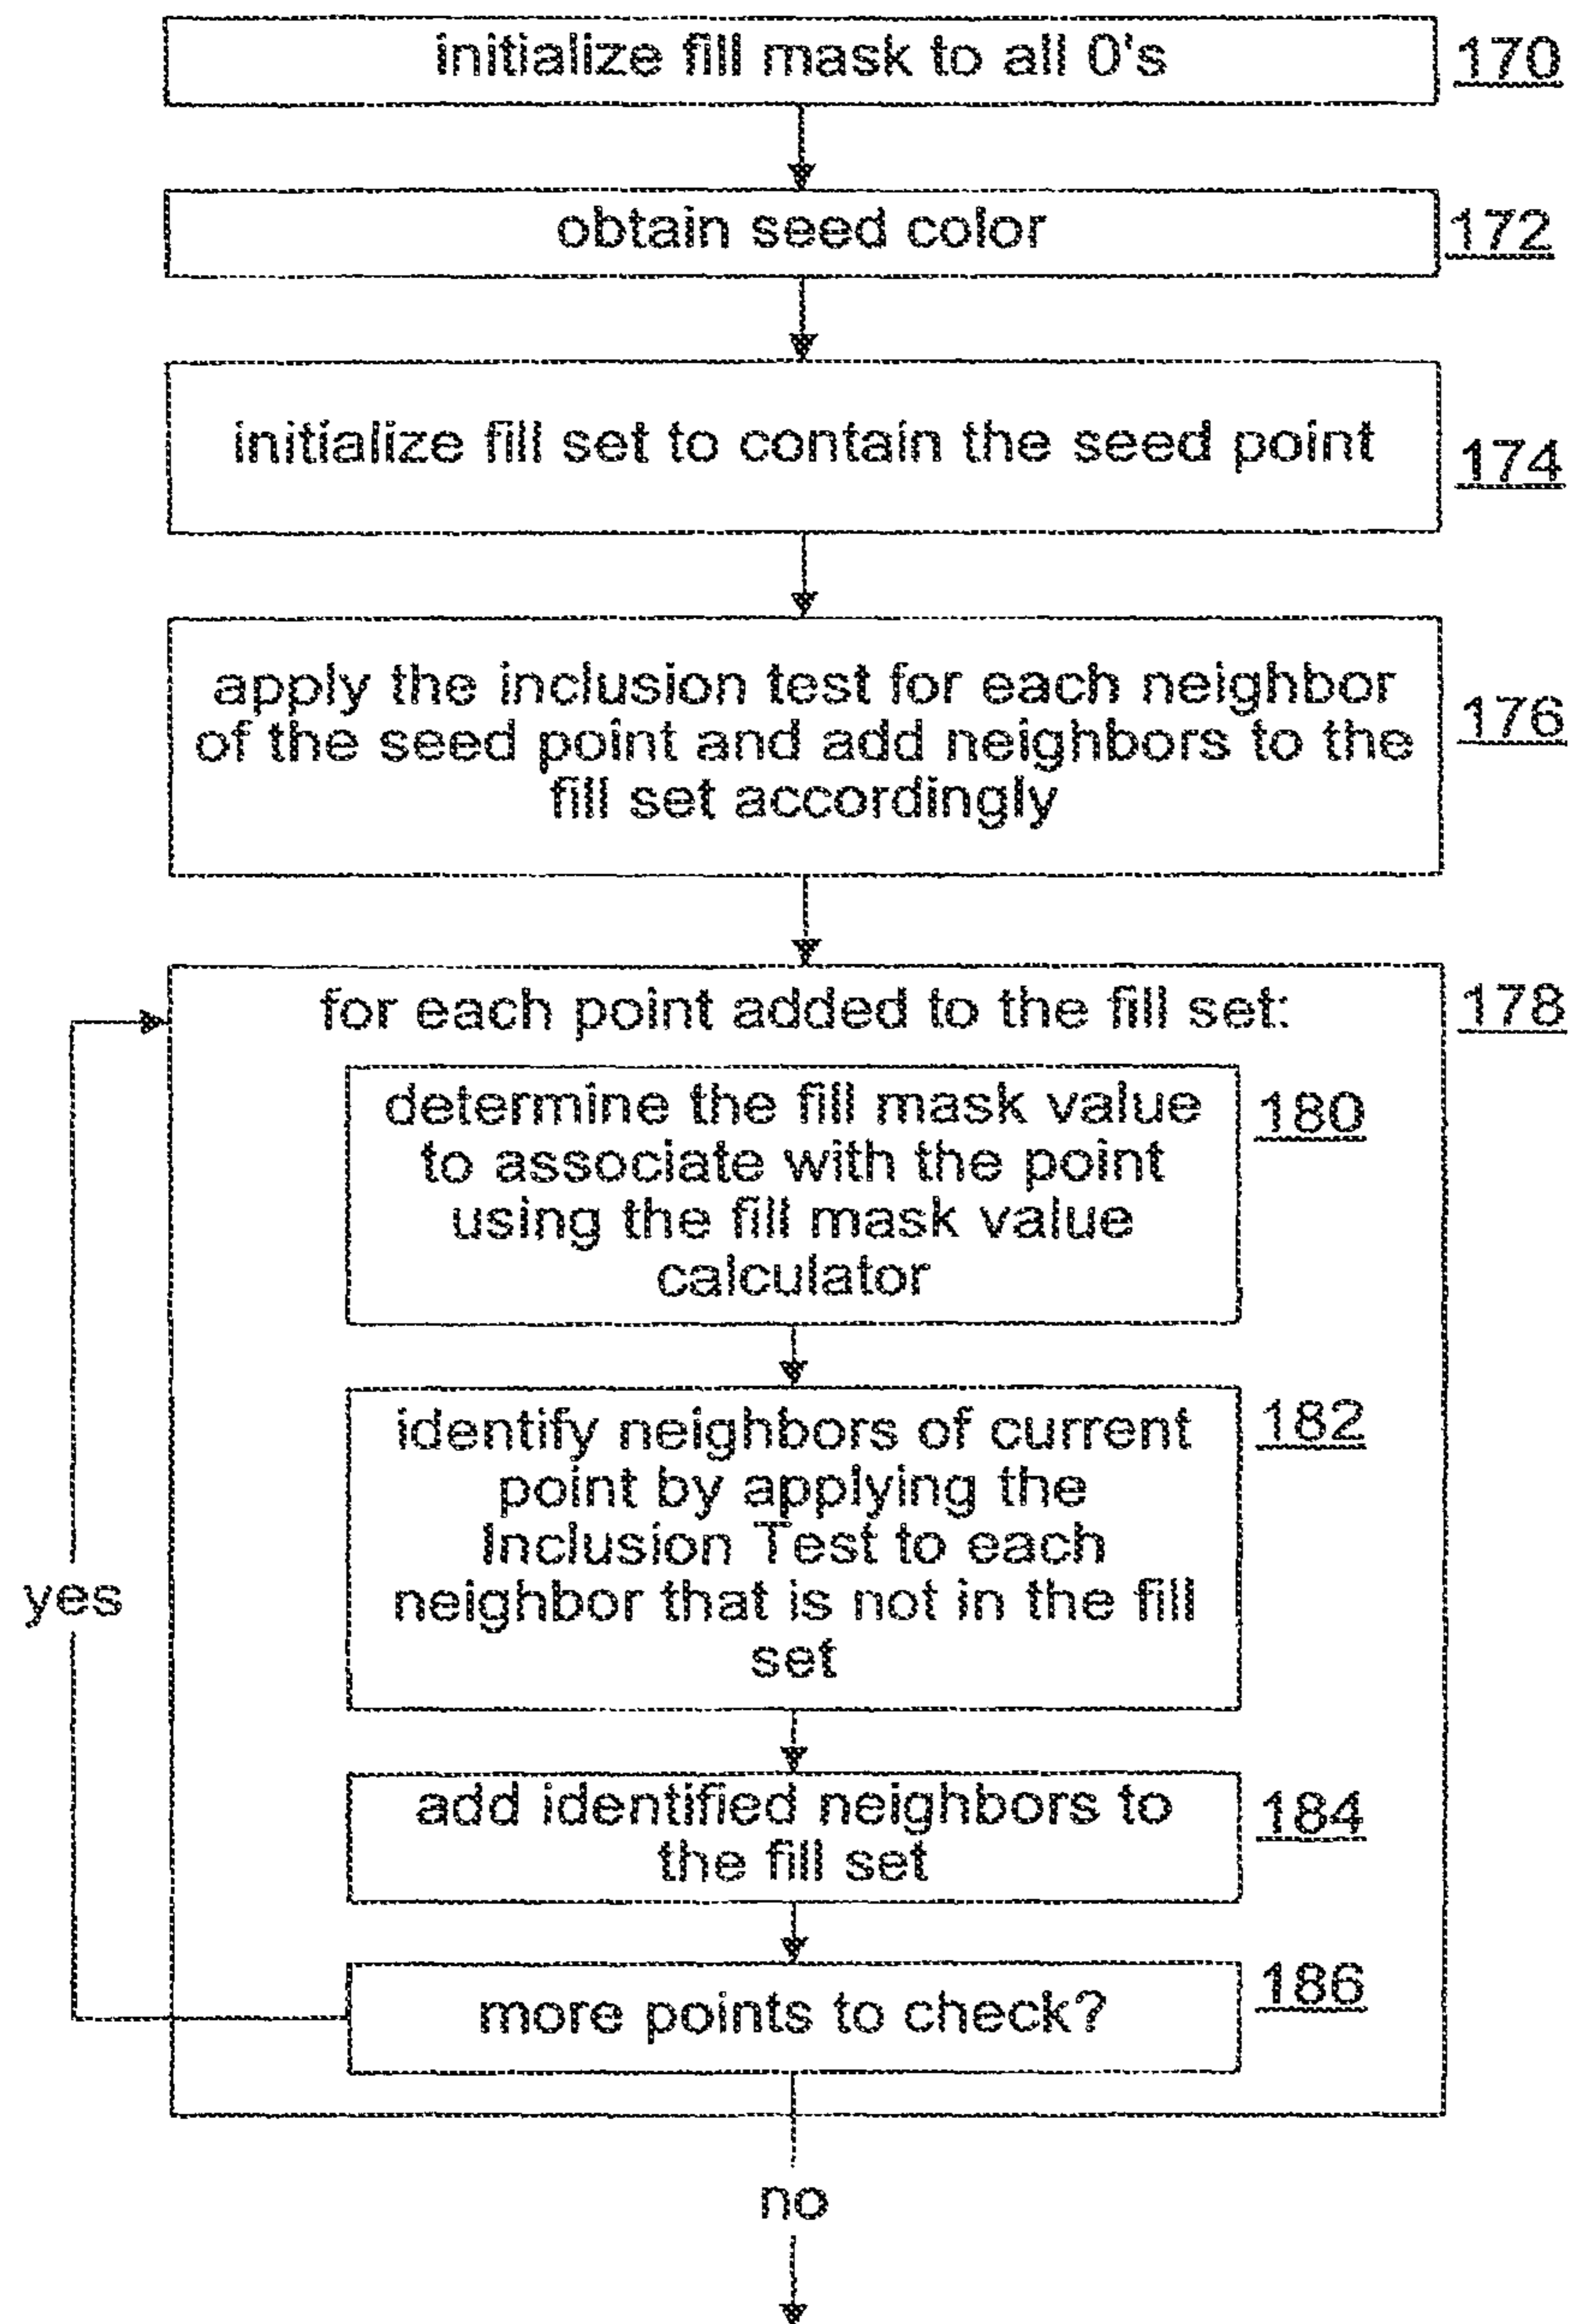 initialize fill mask to all 0's
170
obtain seed color
172
initialize fill set to contain the seed point
174
apply the inclusion test for each neighbor
of the seed point and add neighbors to the
fill set accordingly
176
for each point added to the fill set:
178
determine the fill mask value
to associate with the point
using the fill mask value
calculator
180
identify neighbors of current
point by applying the
Inclusion Test to each
neighbor that is not in the fill
set
182
yes
add identified neighbors to
the fill set
184
more points to check?
186
no